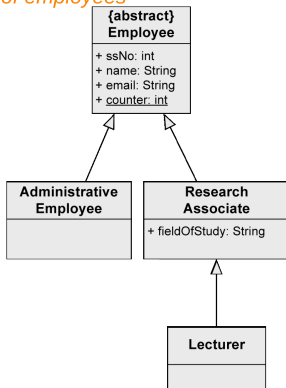 of employees
{abstract}
Employee
+ ssNo: int
+ name: String
+ email: String
+ counter: int
Administrative
Employee
Research
Associate
+ fieldOfStudy: String
Lecturer